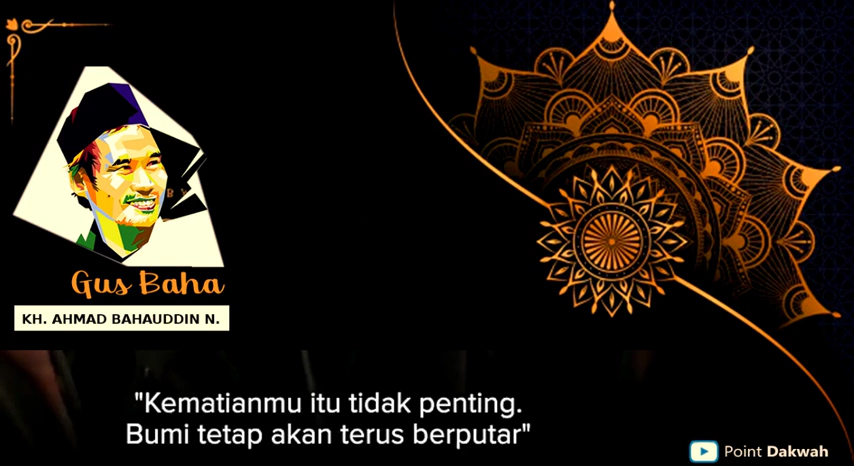 Gus Baha
KH. AHMAD BAHAUDDIN N.
"Kematianmu itu tidak penting.
Bumi tetap akan terus berputar"
Point Dakwah